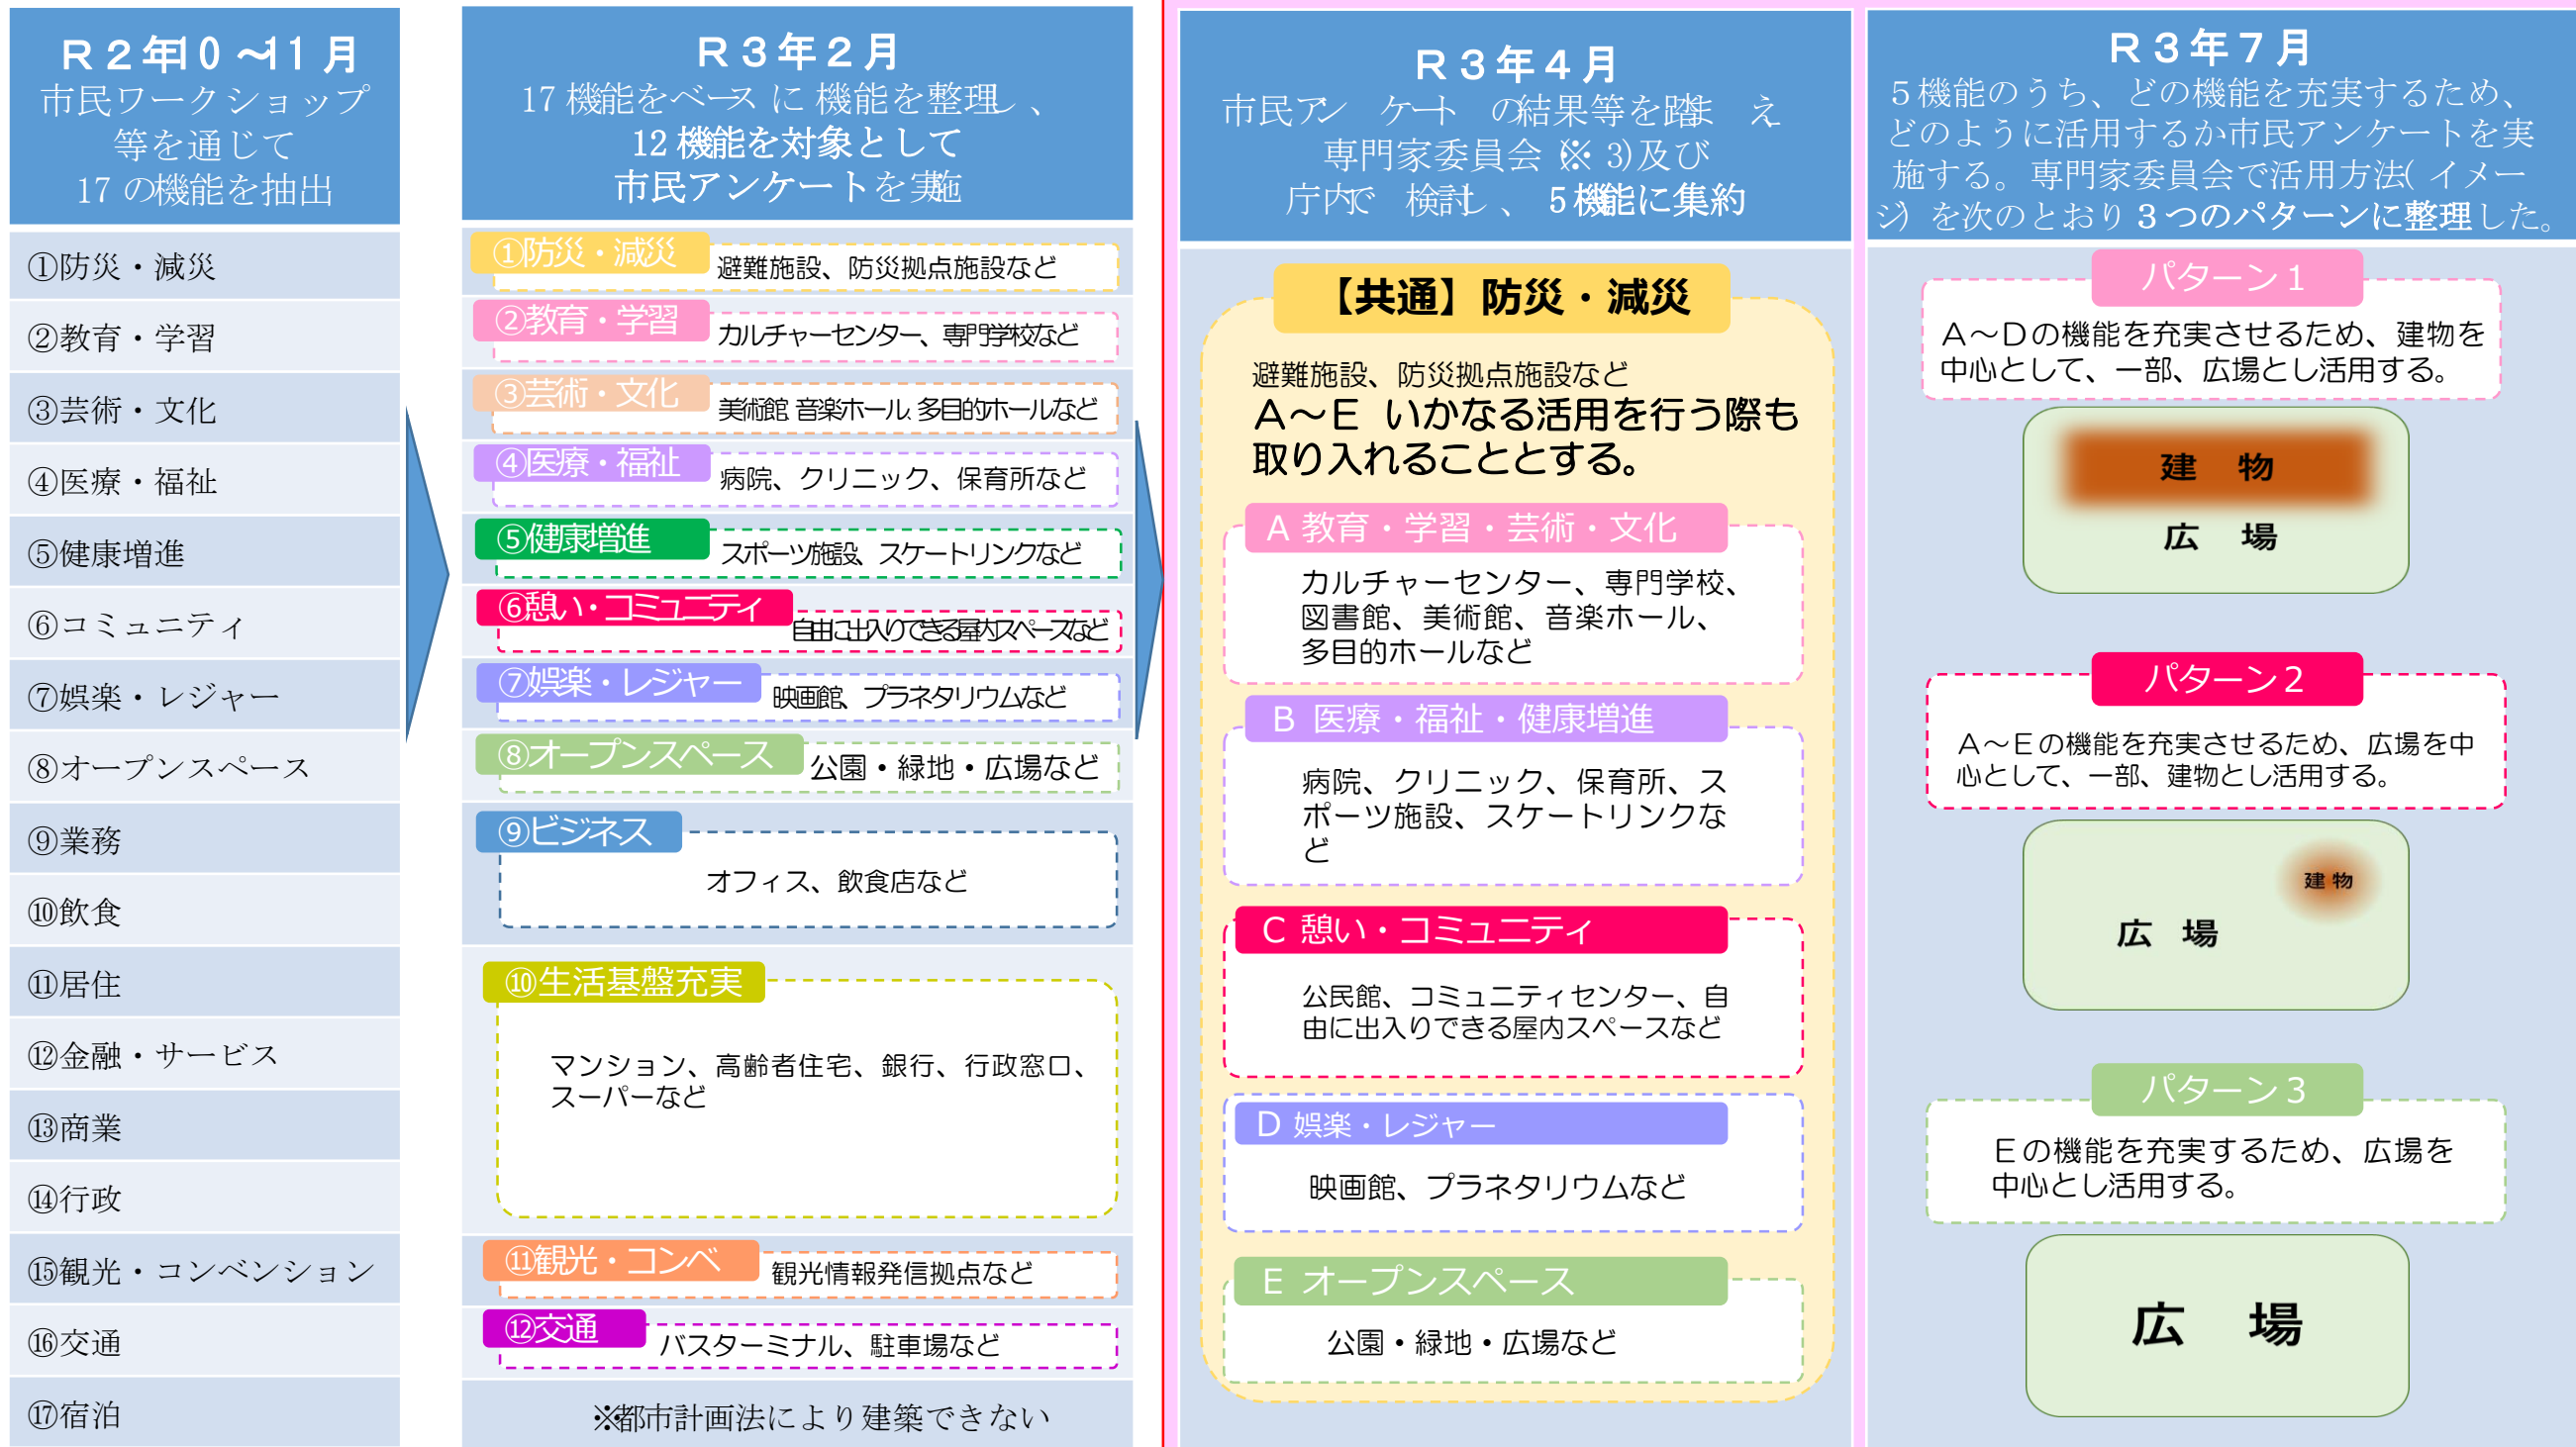 R２年10～11月
市民ワークショップ
等を通じて
17の機能を抽出
①防災・減災
②教育・学習
③芸術・文化
④医療・福祉
⑤健康増進
⑥コミュニティ
⑦娯楽・レジャー
⑧オープンスペース
⑨業務
⑩飲食
⑪居住
⑫金融・サービス
⑬商業
⑭行政
⑮観光・コンベンション
⑯交通
⑰宿泊
R３年２月
17機能をベースに機能を整理し、
12機能を対象として
市民アンケートを実施
①防災・減災
避難施設、防災拠点施設など
②教育・学習
カルチャーセンター、専門学校など
③芸術・文化
美術館、音楽ホール、多目的ホールなど
④医療・福祉
病院、クリニック、保育所など
⑤健康増進
スポーツ施設、スケートリンクなど
⑥憩い・コミュニティ
自由に出入りできる屋内スペースなど
⑦娯楽・レジャー
映画館、プラネタリウムなど
⑧オープンスペース
公園・緑地・広場など
⑨ビジネス
オフィス、飲食店など
⑩生活基盤充実
マンション、高齢者住宅、銀行、行政窓口、
スーパーなど
⑪観光・コンベ
観光情報発信拠点など
⑫交通
バスターミナル、駐車場など
※都市計画法により建築できない
R３年４月
市民アンケートの結果等を踏まえ
専門家委員会(※3)及び
庁内で検討し、５機能に集約
【共通】防災・減災
避難施設、防災拠点施設など
A～E いかなる活用を行う際も
取り入れることとする。
A 教育・学習・芸術・文化
カルチャーセンター、専門学校、
図書館、美術館、音楽ホール、
多目的ホールなど
B 医療・福祉・健康増進
病院、クリニック、保育所、ス
ポーツ施設、スケートリンクな
ど
C 憩い・コミュニティ
公民館、コミュニティセンター、自
由に出入りできる屋内スペースなど
D 娯楽・レジャー
映画館、プラネタリウムなど
E オープンスペース
公園・緑地・広場など
R３年７月
５機能のうち、どの機能を充実するため、
どのように活用するか市民アンケートを実
施する。専門家委員会で活用方法(イメー
ジ)を次のとおり３つのパターンに整理した。
パターン１
A～Dの機能を充実させるため、建物を
中心として、一部、広場とし活用する。
建 物
広 場
パターン２
A～Eの機能を充実させるため、広場を中
心として、一部、建物とし活用する。
建物
広 場
パターン３
Eの機能を充実するため、広場を
中心とし活用する。
広 場